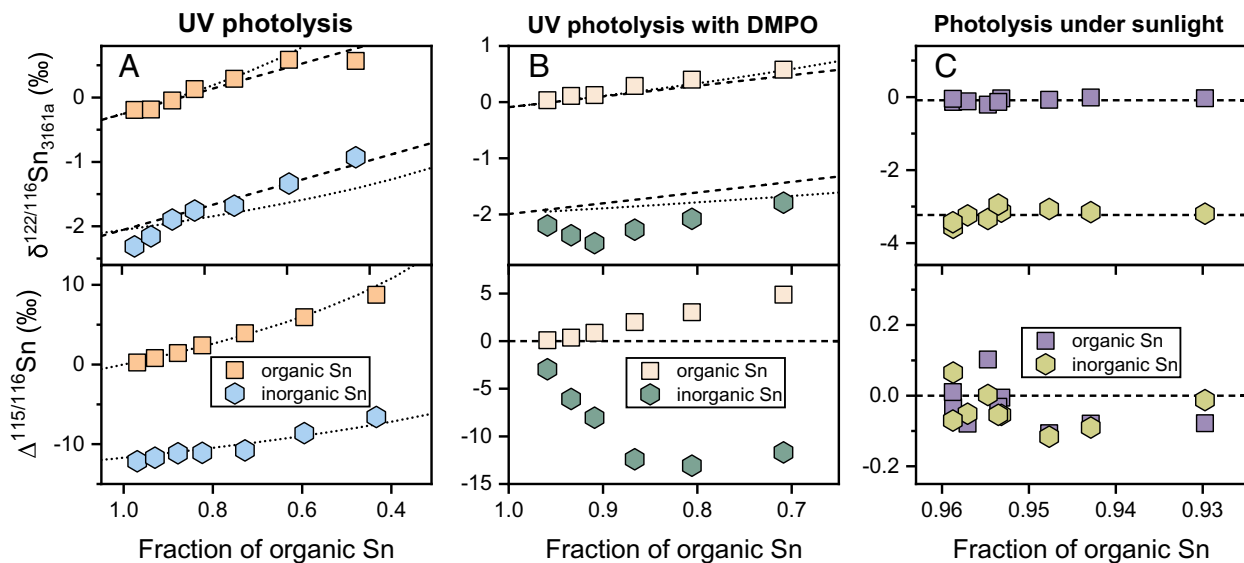 UV photolysis
UV photolysis with DMPO
Photolysis under sunlight
A
B
C
δ122/116Sn3161a (‰)
0
-1
-2
1
0
-2
0
-2
-4
Δ115/116Sn (‰)
10
0
-10
5
0
-5
-10
-15
0.2
0.0
-0.2
organic Sn
inorganic Sn
organic Sn
inorganic Sn
organic Sn
inorganic Sn
1.0 0.8 0.6 0.4
1.0 0.9 0.8 0.7
0.96 0.95 0.94 0.93
Fraction of organic Sn
Fraction of organic Sn
Fraction of organic Sn